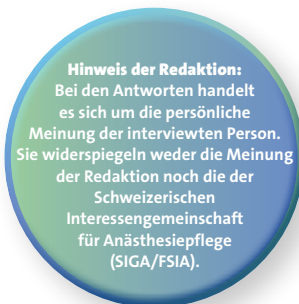 Hinweis der Redaktion:
Bei den Antworten handelt
es sich um die persönliche
Meinung der interviewten Person.
Sie widerspiegeln weder die Meinung
der Redaktion noch die der
Schweizerischen
Interessengemeinschaft
für Anästhesiepflege
(SIGA/FSIA).